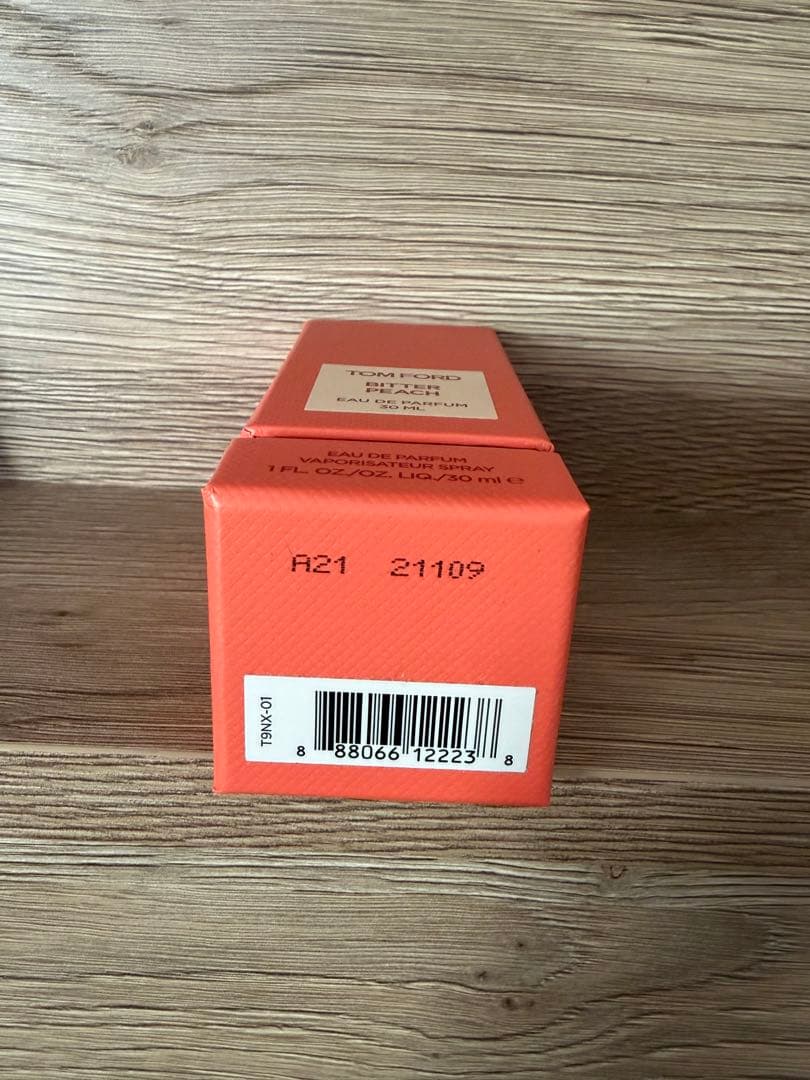 TOM FORD
BITTER
PEACH
EAU DE PARFUM
30 ML
EAU DE PARFUM
VAPORISATEUR SPRAY
1 FL. OZ./OZ. LIQ./30 ml ℮
A21 21109
T9NX-01
8 88066 12223 8